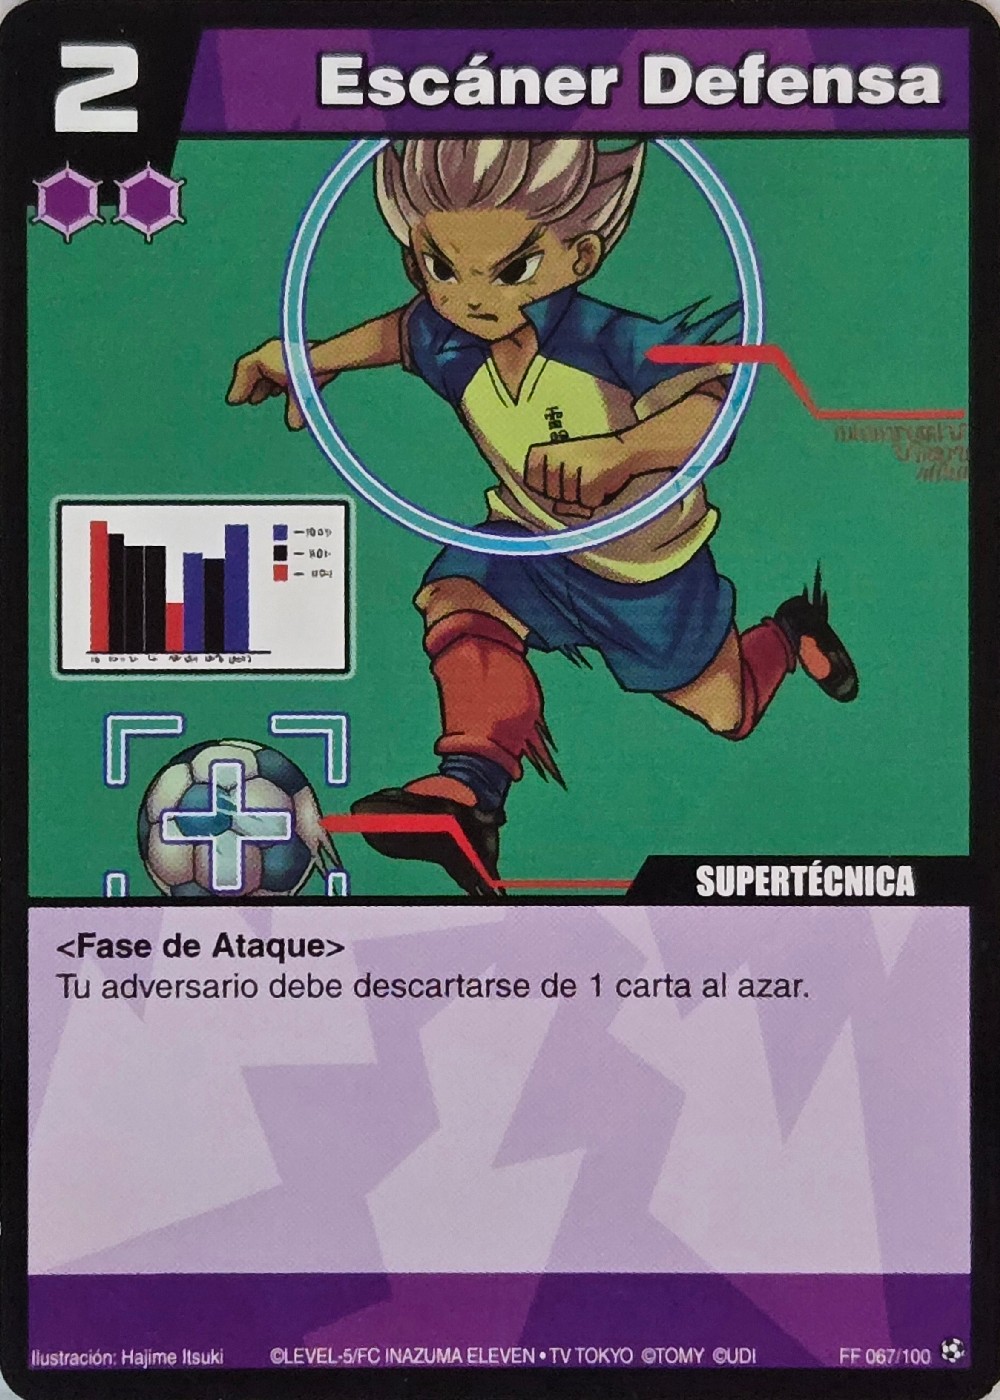 2
Escáner Defensa
SUPERTÉCNICA
<Fase de Ataque>
Tu adversario debe descartarse de 1 carta al azar.
Ilustración: Hajime Itsuki
©LEVEL-5/FC INAZUMA ELEVEN • TV TOKYO ©TOMY ©UDI
FF 067/100